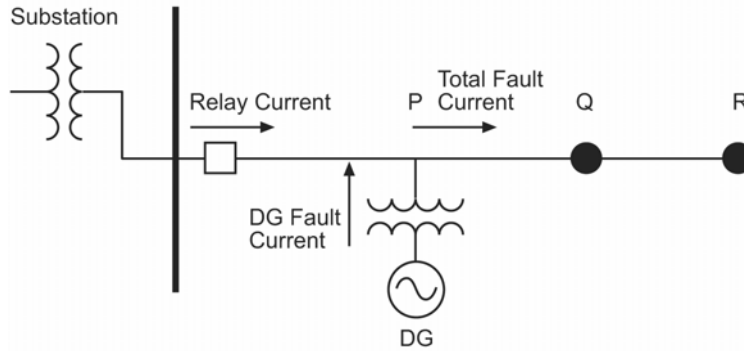 Substation
Relay Current
P
Total Fault
Current
Q
R
DG Fault
Current
DG